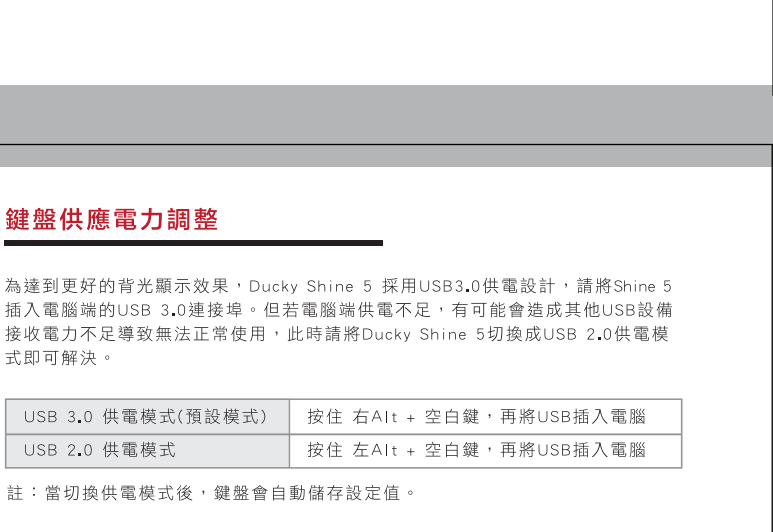 鍵盤供應電力調整
為達到更好的背光顯示效果，Ducky Shine 5 採用USB3.0供電設計，請將Shine 5
插入電腦端的USB 3.0連接埠。但若電腦端供電不足，有可能會造成其他USB設備
接收電力不足導致無法正常使用，此時請將Ducky Shine 5切換成USB 2.0供電模
式即可解決。
USB 3.0 供電模式(預設模式) 按住 右Alt + 空白鍵，再將USB插入電腦
USB 2.0 供電模式 按住 左Alt + 空白鍵，再將USB插入電腦
註：當切換供電模式後，鍵盤會自動儲存設定值。